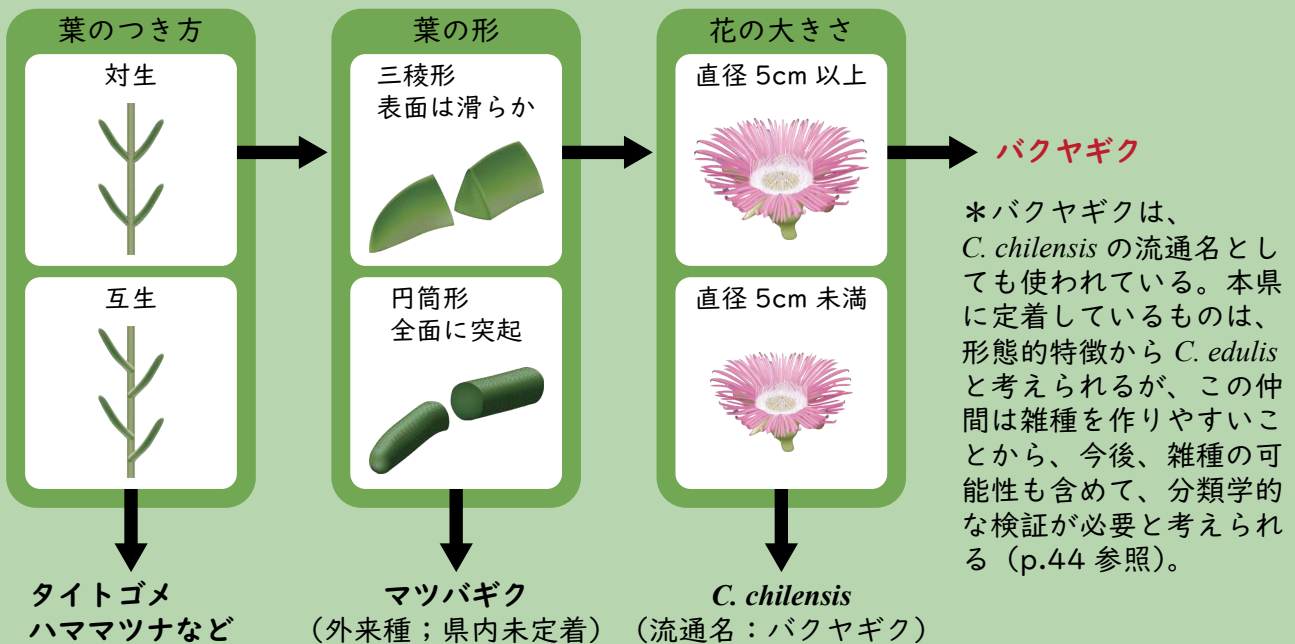 葉のつき方
対生
互生
タイトゴメ
ハママツナなど
葉の形
三稜形
表面は滑らか
円筒形
全面に突起
マツバギク
（外来種；県内未定着）
花の大きさ
直径 5cm 以上
直径 5cm 未満
C. chilensis
（流通名：バクヤギク）
バクヤギク
＊バクヤギクは、
C. chilensis の流通名とし
ても使われている。本県
に定着しているものは、
形態的特徴から C. edulis
と考えられるが、この仲
間は雑種を作りやすいこ
とから、今後、雑種の可
能性も含めて、分類学的
な検証が必要と考えられ
る（p.44 参照）。